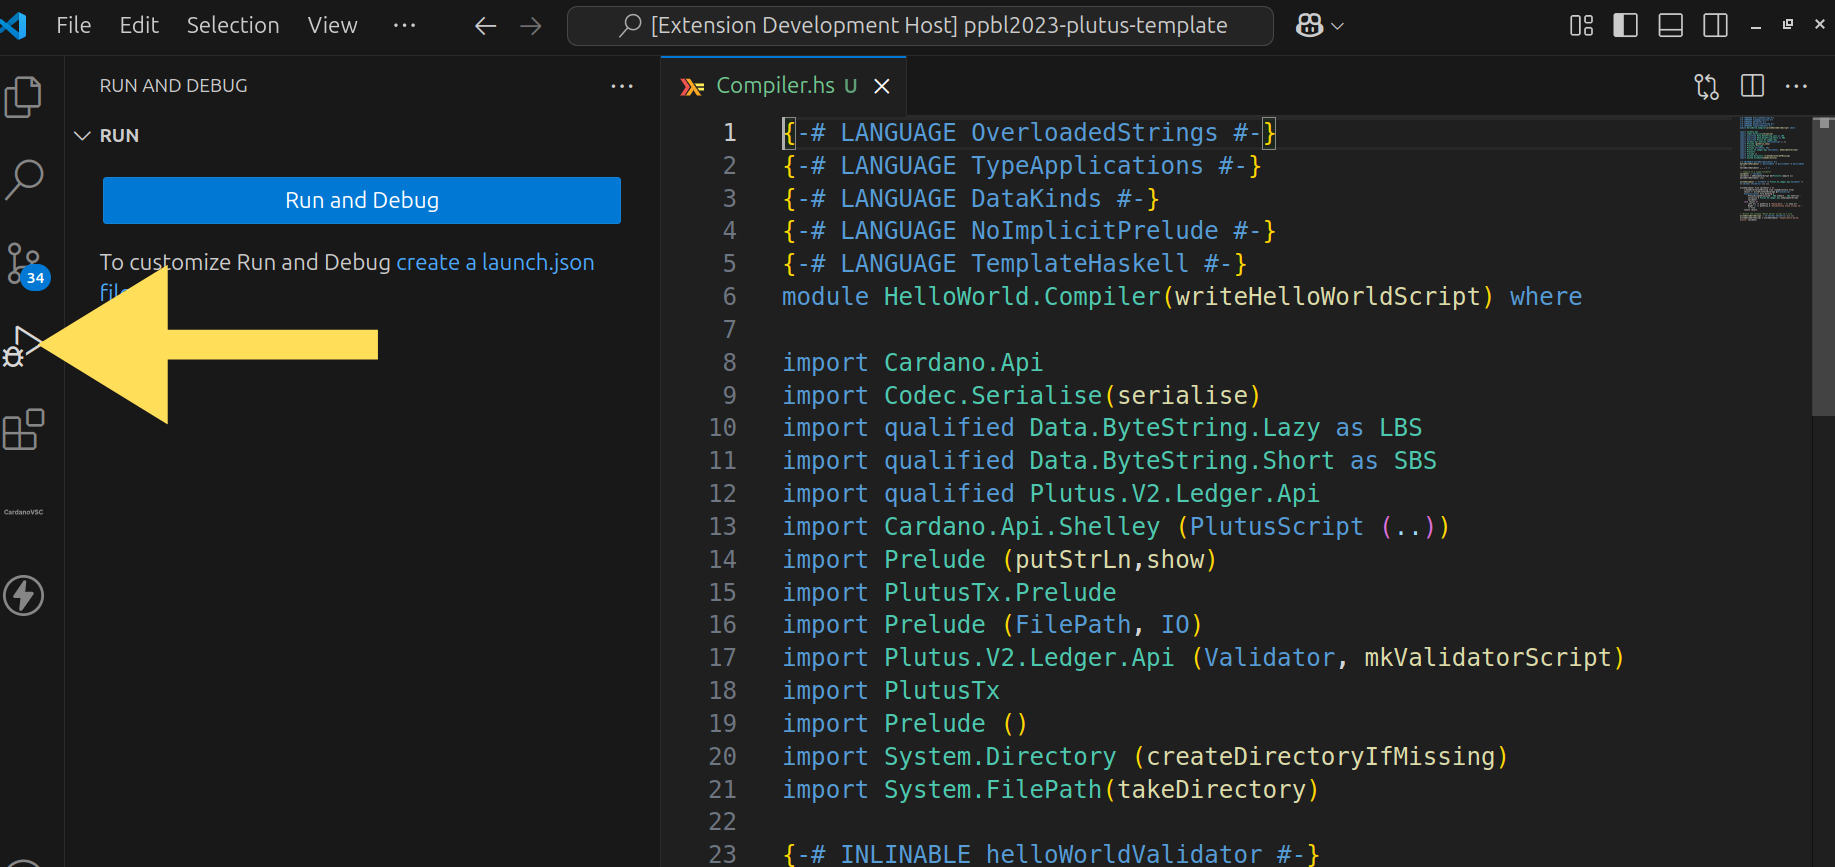 File Edit Selection View ···
[Extension Development Host] ppbl2023-plutus-template
RUN AND DEBUG
RUN
Run and Debug
To customize Run and Debug create a launch.json
34
CardanoVSC
Compiler.hs U
1 {-# LANGUAGE OverloadedStrings #-}
2 {-# LANGUAGE TypeApplications #-}
3 {-# LANGUAGE DataKinds #-}
4 {-# LANGUAGE NoImplicitPrelude #-}
5 {-# LANGUAGE TemplateHaskell #-}
6 module HelloWorld.Compiler(writeHelloWorldScript) where
7
8 import Cardano.Api
9 import Codec.Serialise(serialise)
10 import qualified Data.ByteString.Lazy as LBS
11 import qualified Data.ByteString.Short as SBS
12 import qualified Plutus.V2.Ledger.Api
13 import Cardano.Api.Shelley (PlutusScript (..))
14 import Prelude (putStrLn,show)
15 import PlutusTx.Prelude
16 import Prelude (FilePath, IO)
17 import Plutus.V2.Ledger.Api (Validator, mkValidatorScript)
18 import PlutusTx
19 import Prelude ()
20 import System.Directory (createDirectoryIfMissing)
21 import System.FilePath(takeDirectory)
22
23 {-# INLINABLE helloWorldValidator #-}